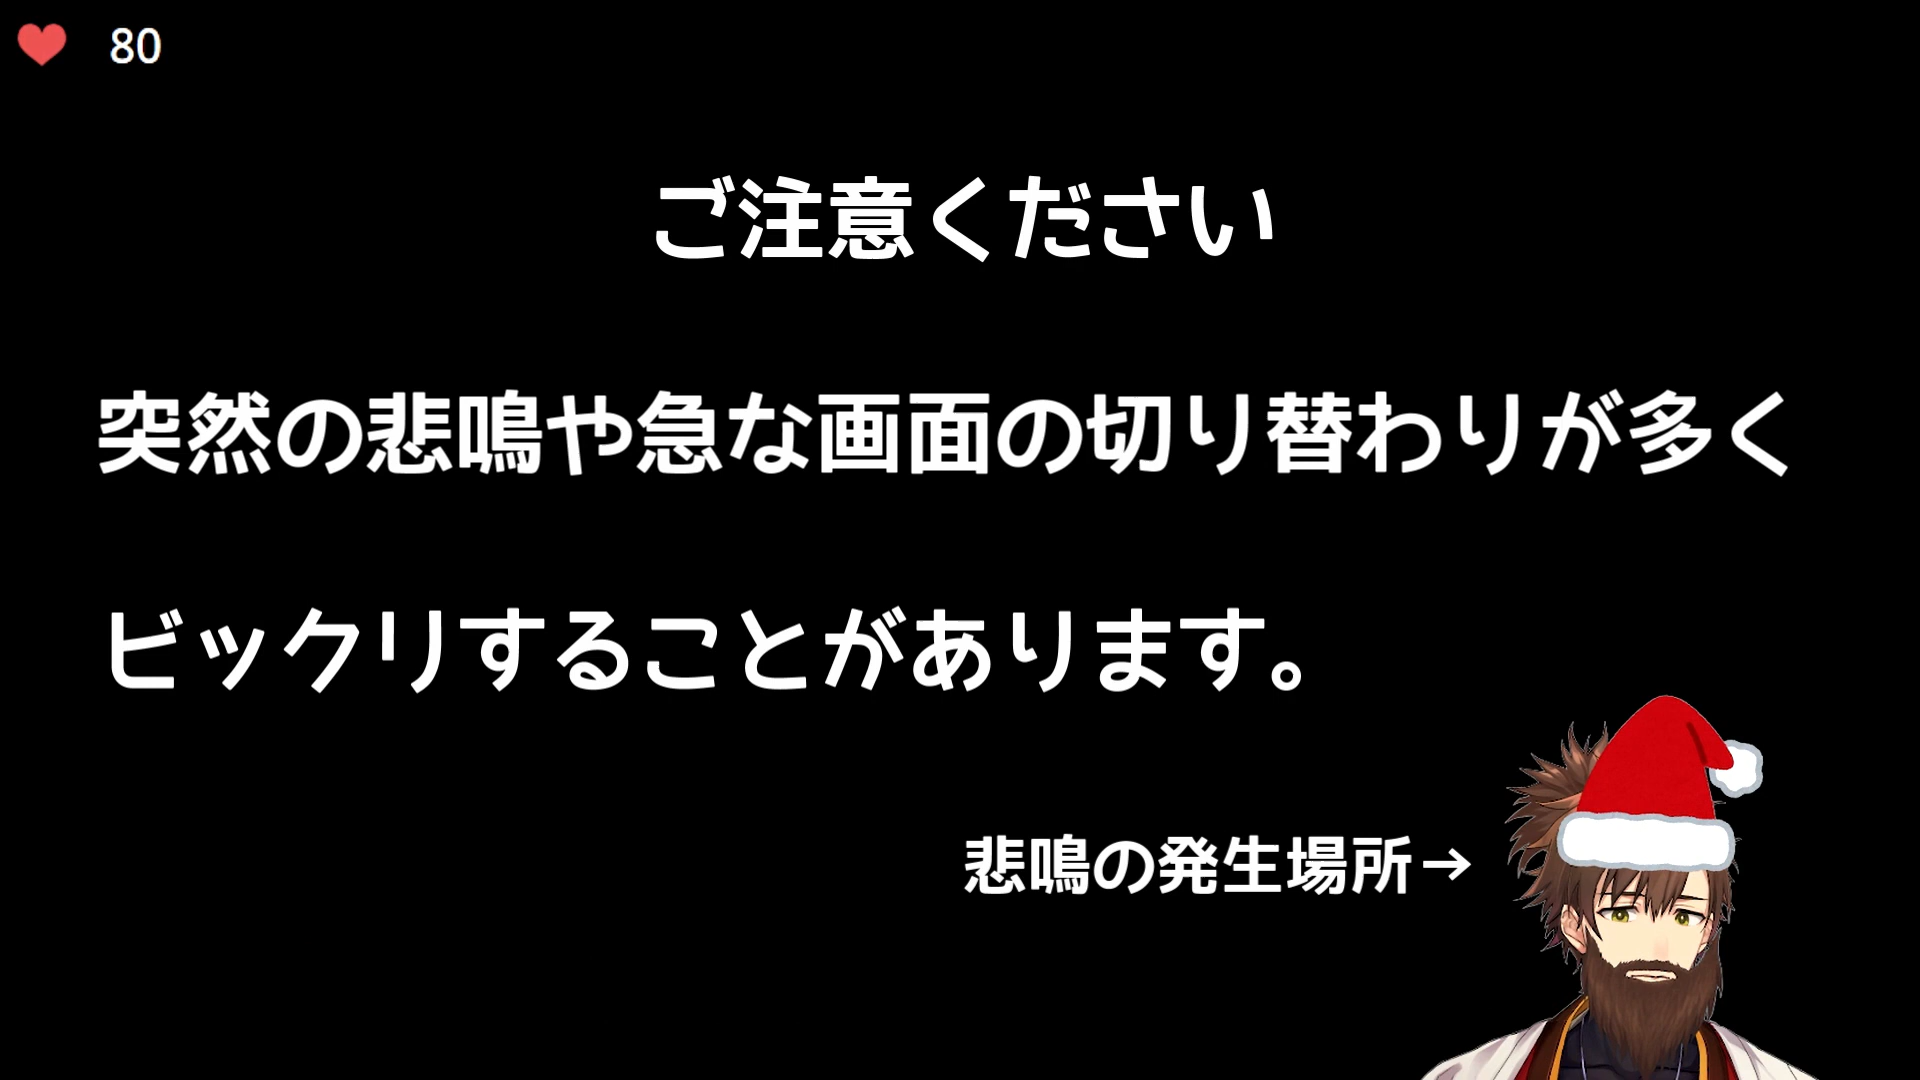 80
ご注意ください
突然の悲鳴や急な画面の切り替わりが多く
ビックリすることがあります。
悲鳴の発生場所→